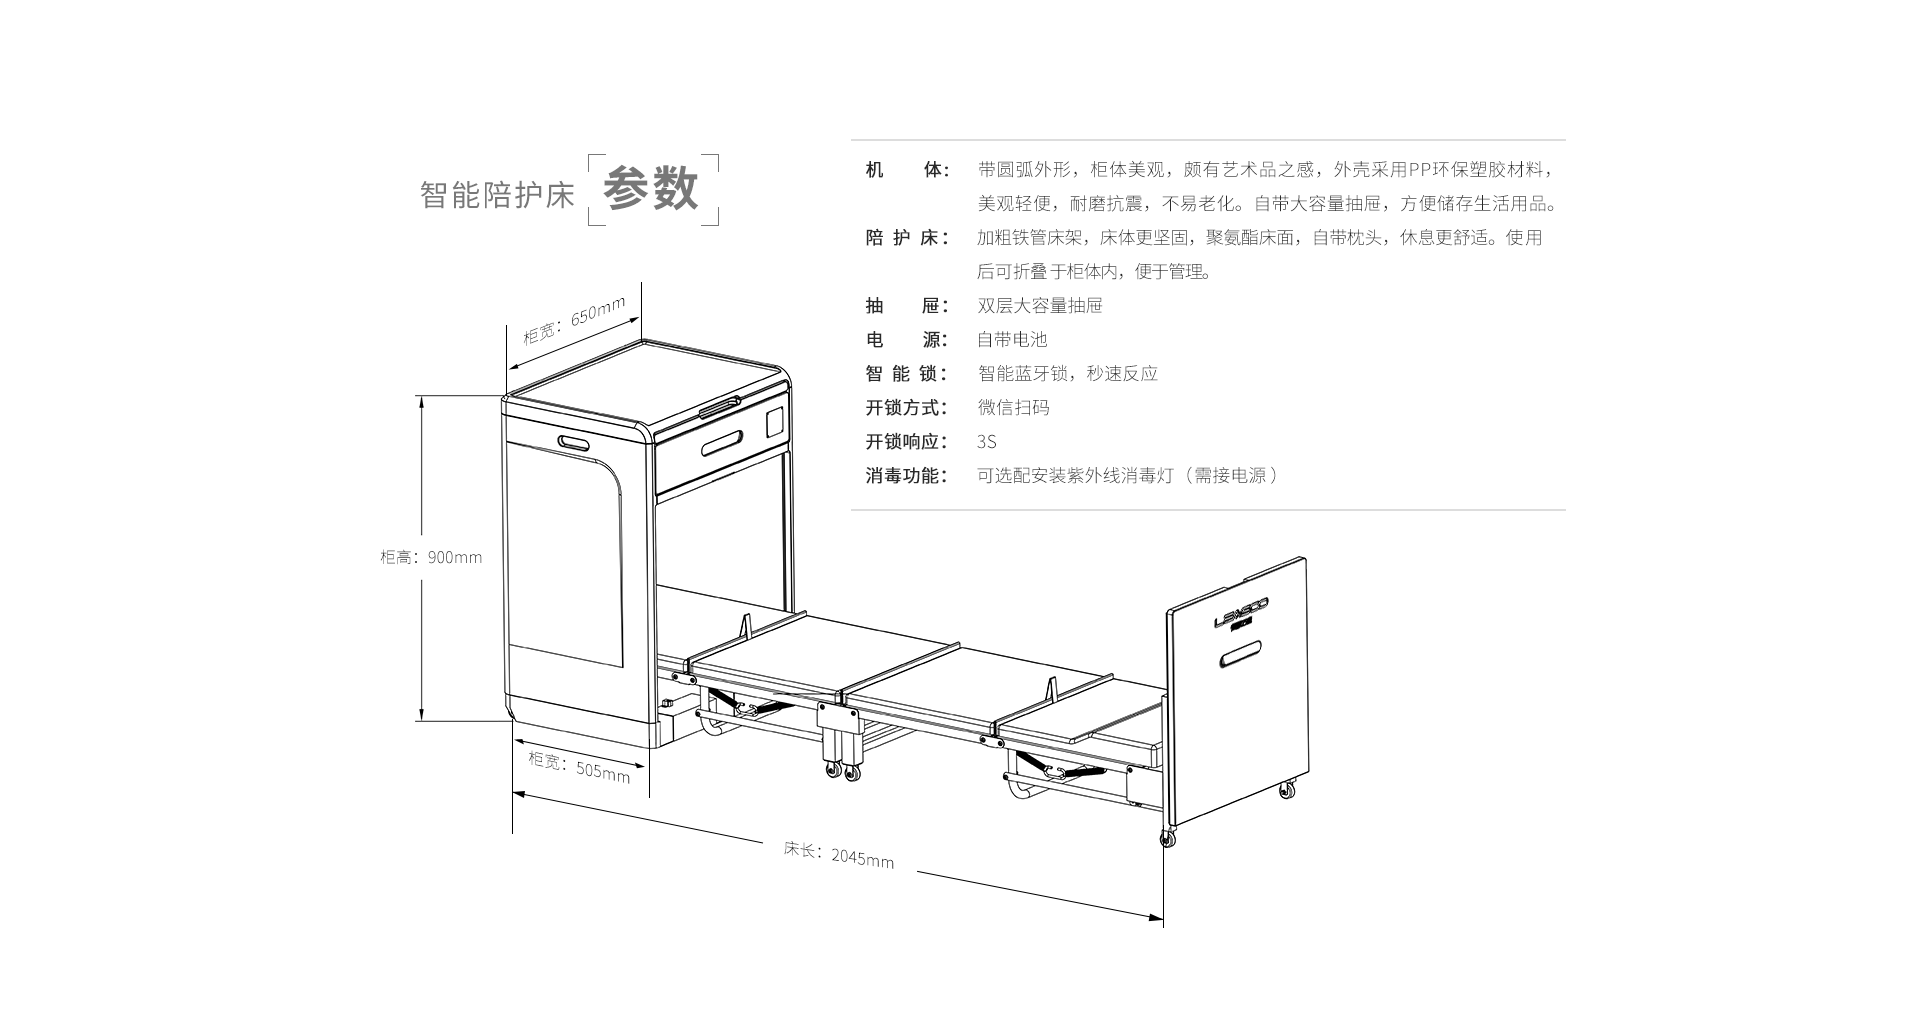 智能陪护床 参数
机 体： 带圆弧外形，柜体美观，颇有艺术品之感，外壳采用PP环保塑胶材料，
美观轻便，耐磨抗震，不易老化。自带大容量抽屉，方便储存生活用品。
陪 护 床： 加粗铁管床架，床体更坚固，聚氨酯床面，自带枕头，休息更舒适。使用
后可折叠于柜体内，便于管理。
抽 屉： 双层大容量抽屉
电 源： 自带电池
智 能 锁： 智能蓝牙锁，秒速反应
开锁方式： 微信扫码
开锁响应： 3S
消毒功能： 可选配安装紫外线消毒灯（需接电源）
柜宽：650mm
柜高：900mm
柜宽：505mm
床长：2045mm